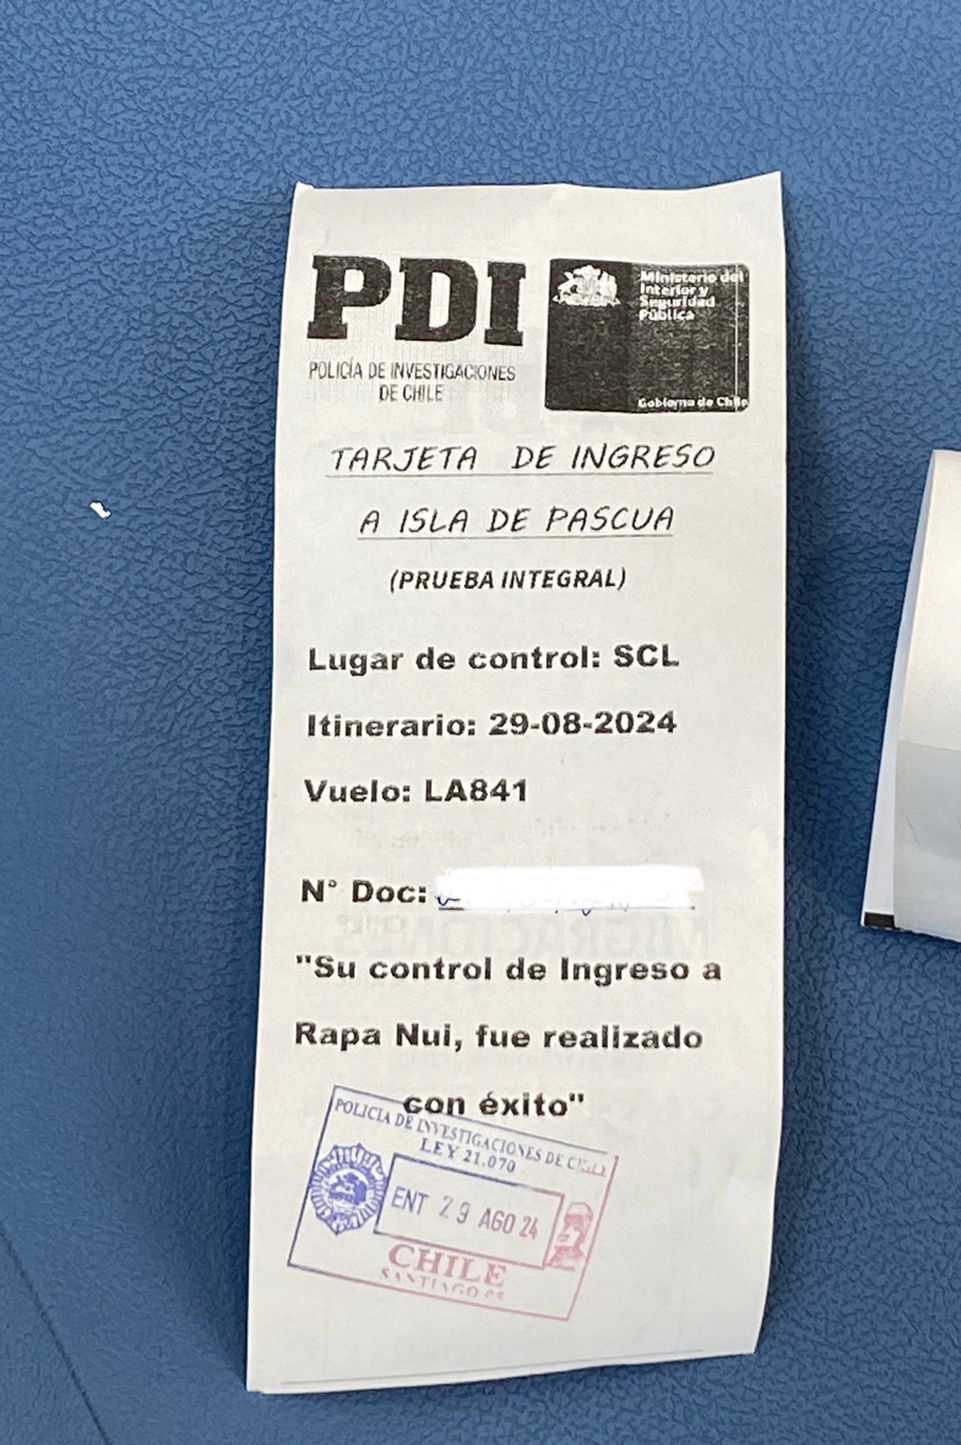 PDI
POLICÍA DE INVESTIGACIONES
DE CHILE
Ministerio del
Interior y
Seguridad
Pública
Gobierno de Chile
TARJETA DE INGRESO
A ISLA DE PASCUA
(PRUEBA INTEGRAL)
Lugar de control: SCL
Itinerario: 29-08-2024
Vuelo: LA841
N° Doc:
"Su control de Ingreso a
Rapa Nui, fue realizado
con éxito"
POLICIA DE INVESTIGACIONES DE CHILE
LEY 21.070
ENT 29 AGO 24
CHILE
SANTIAGO